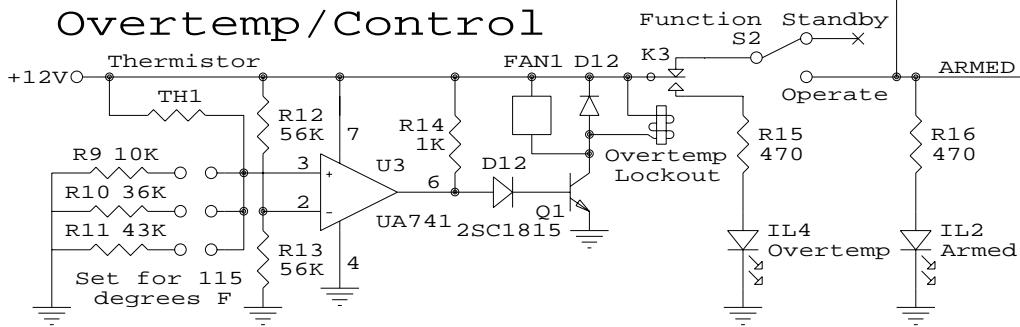 Overtemp/Control
Function Standby
S2
K3
+12V
Thermistor
FAN1 D12
ARMED
TH1
Operate
R12
56K
7
R14
1K
R15
470
R16
470
R9 10K
3
+
U3
D12
Overtemp
Lockout
R10 36K
2
-
6
UA741
Q1
2SC1815
R11 43K
R13
56K
4
IL4
Overtemp
IL2
Armed
Set for 115
degrees F